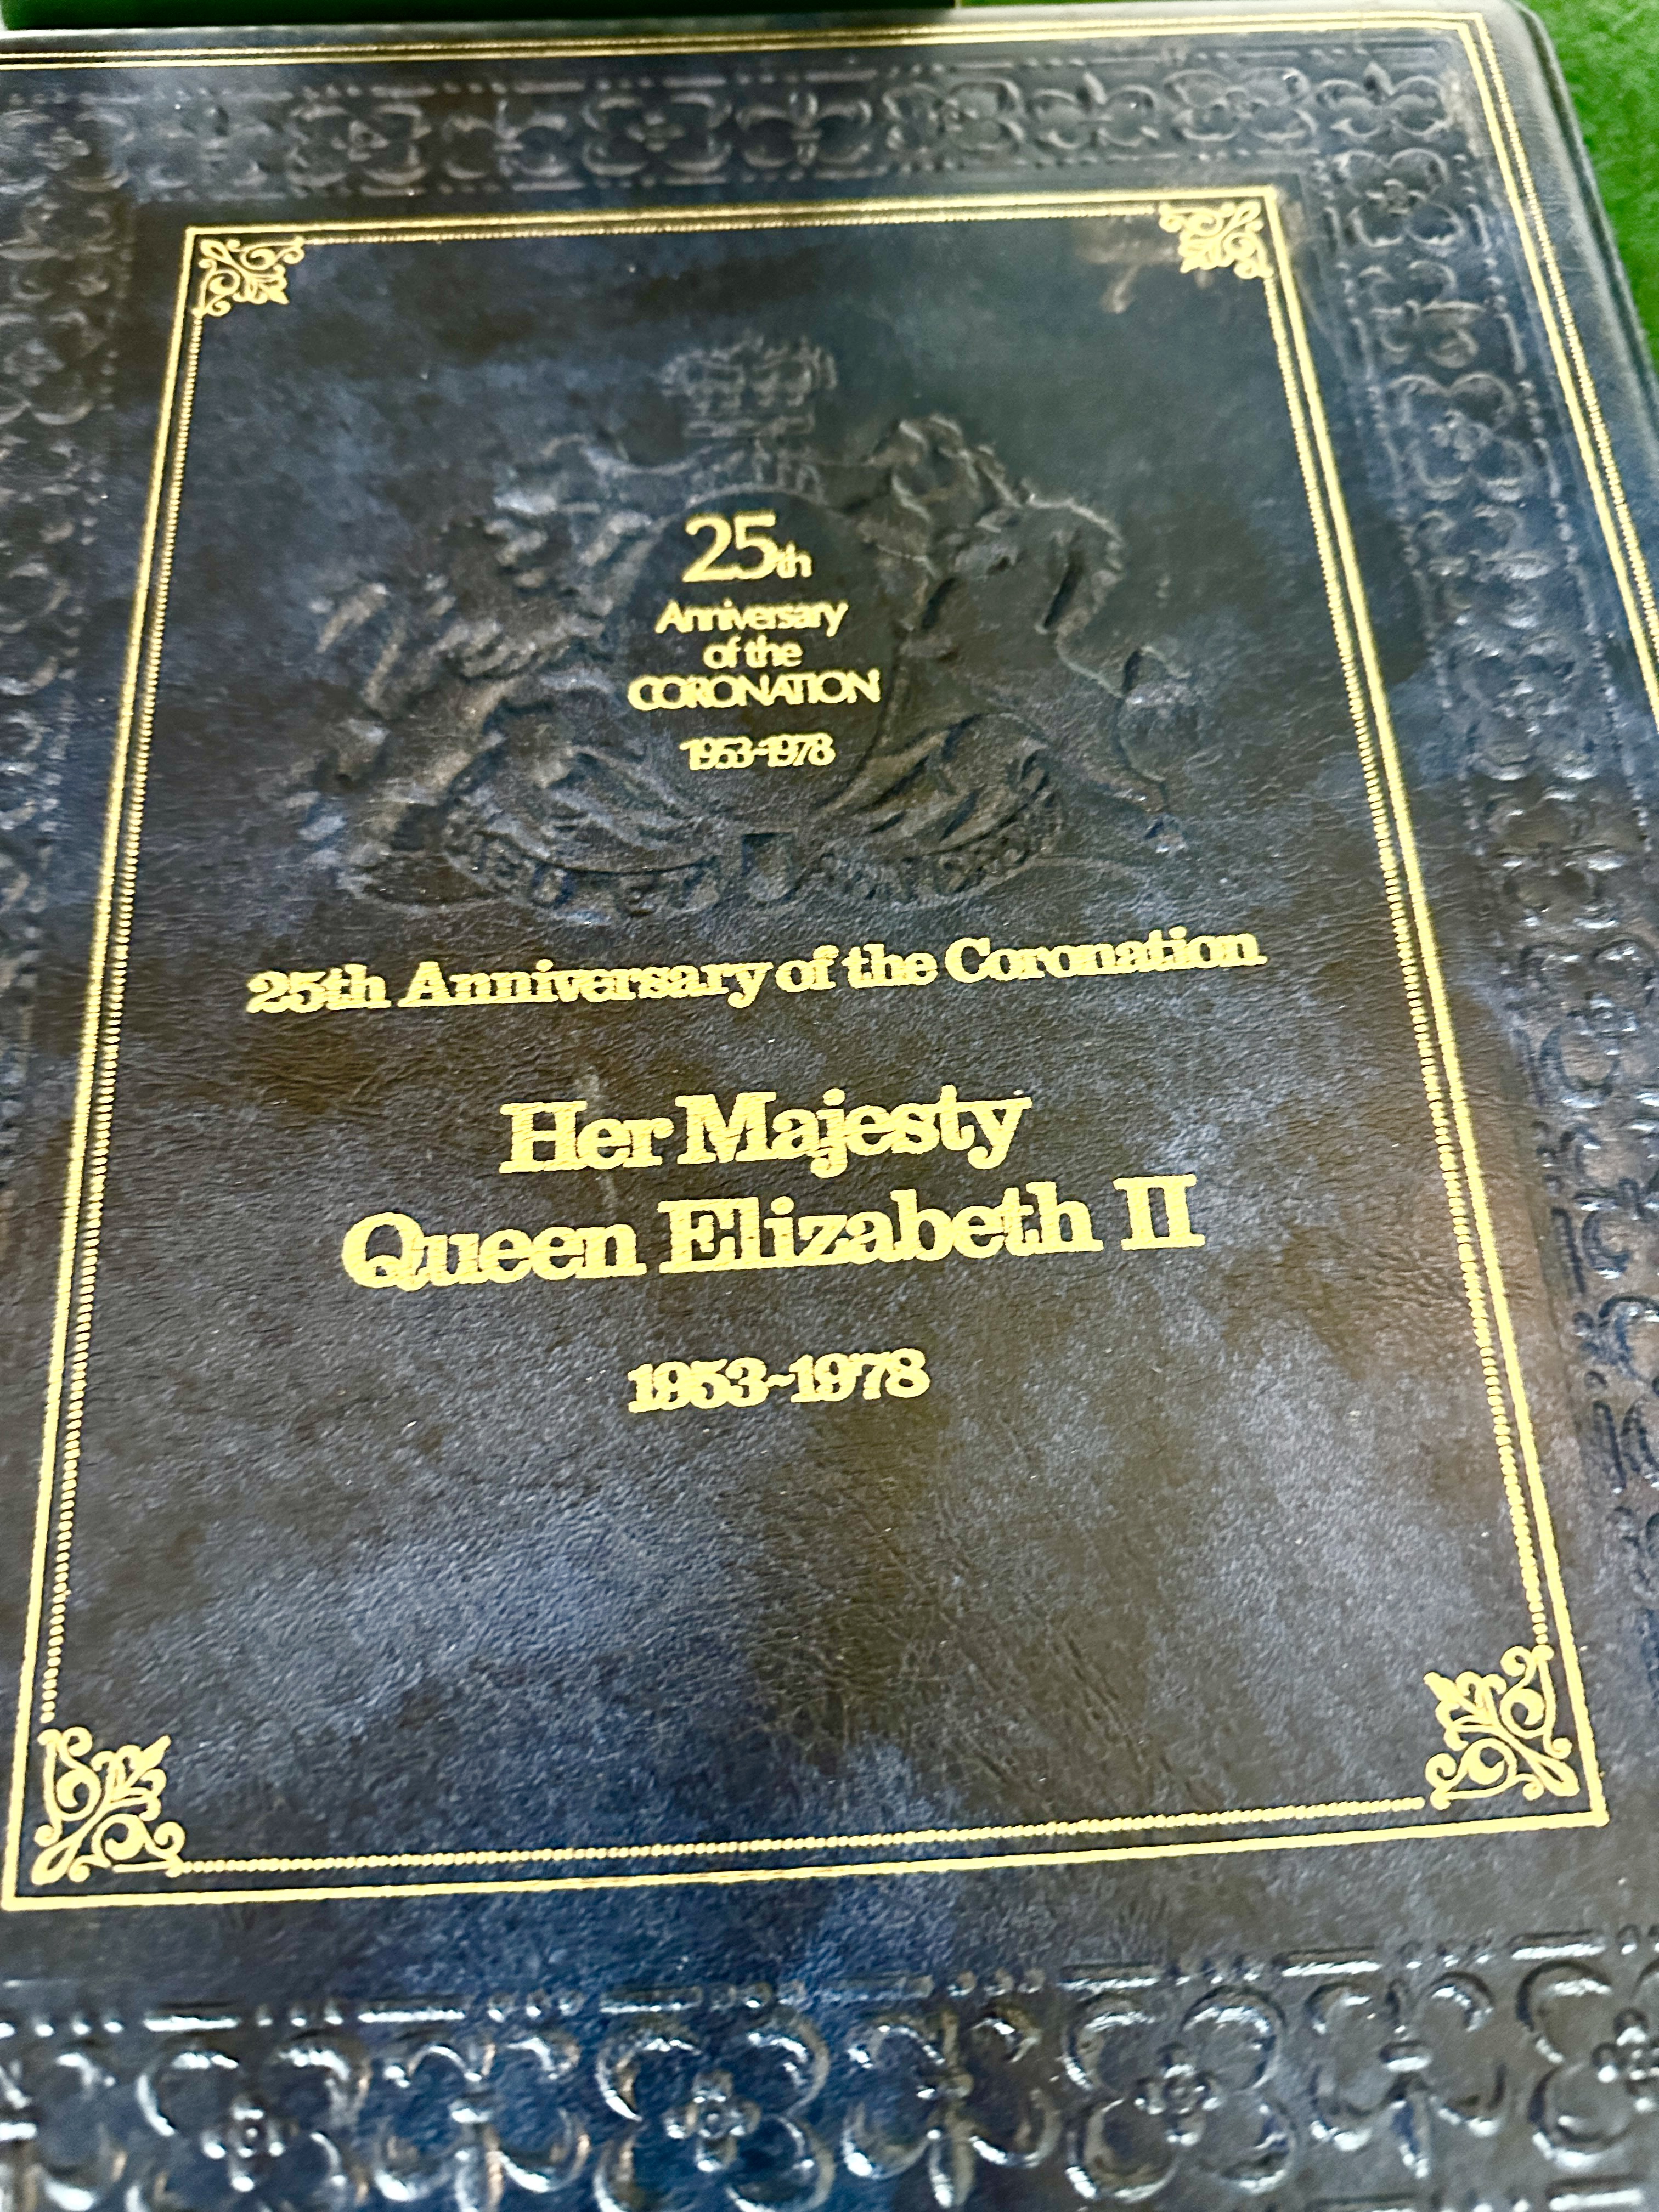 25th
Anniversary
of the
CORONATION
1953-1978
25th Anniversary of the Coronation
Her Majesty
Queen Elizabeth II
1953~1978